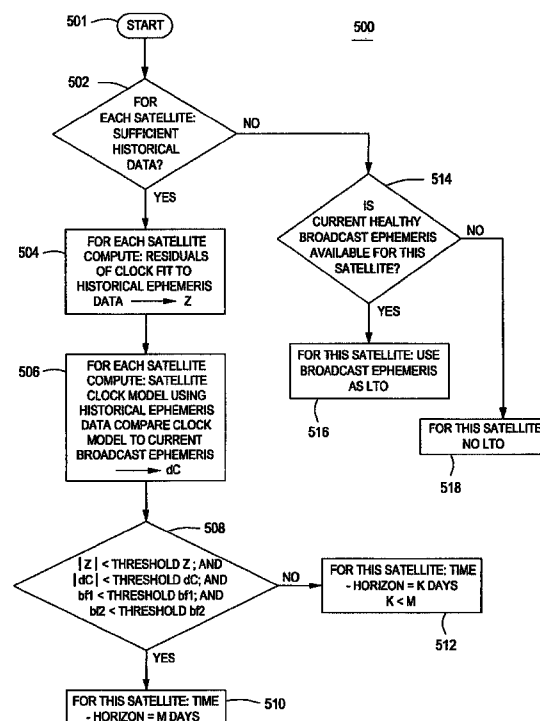 501
START
500
502
FOR
EACH SATELLITE:
SUFFICIENT
HISTORICAL
DATA?
NO
YES
514
IS
CURRENT HEALTHY
BROADCAST EPHEMERIS
AVAILABLE FOR THIS
SATELLITE?
NO
YES
504
FOR EACH SATELLITE
COMPUTE: RESIDUALS
OF CLOCK FIT TO
HISTORICAL EPHEMERIS
DATA → Z
506
FOR EACH SATELLITE
COMPUTE: SATELLITE
CLOCK MODEL USING
HISTORICAL EPHEMERIS
DATA COMPARE CLOCK
MODEL TO CURRENT
BROADCAST EPHEMERIS
→ dC
FOR THIS SATELLITE: USE
BROADCAST EPHEMERIS
AS LTO
516
FOR THIS SATELLITE
NO LTO
518
508
|Z| < THRESHOLD Z ; AND
|dC| < THRESHOLD dC; AND
bf1 < THRESHOLD bf1; AND
bf2 < THRESHOLD bf2
NO
YES
FOR THIS SATELLITE: TIME
- HORIZON = K DAYS
K < M
512
FOR THIS SATELLITE: TIME
- HORIZON = M DAYS
510